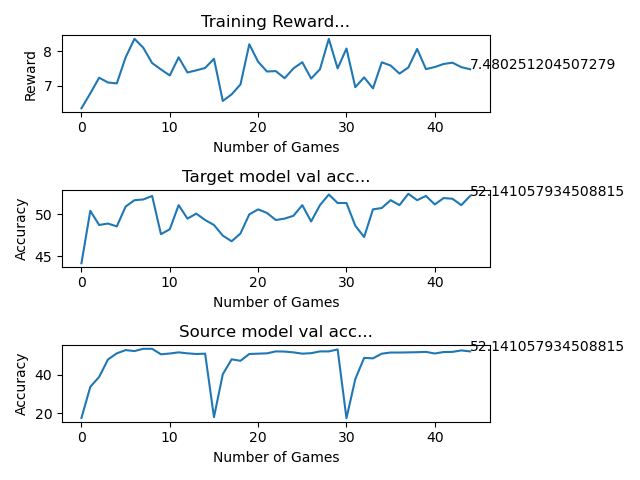 Training Reward...
Reward
8
7
7.480251204507279
0 10 20 30 40
Number of Games
Target model val acc...
Accuracy
50
45
52.141057934508815
0 10 20 30 40
Number of Games
Source model val acc...
Accuracy
40
20
52.141057934508815
0 10 20 30 40
Number of Games